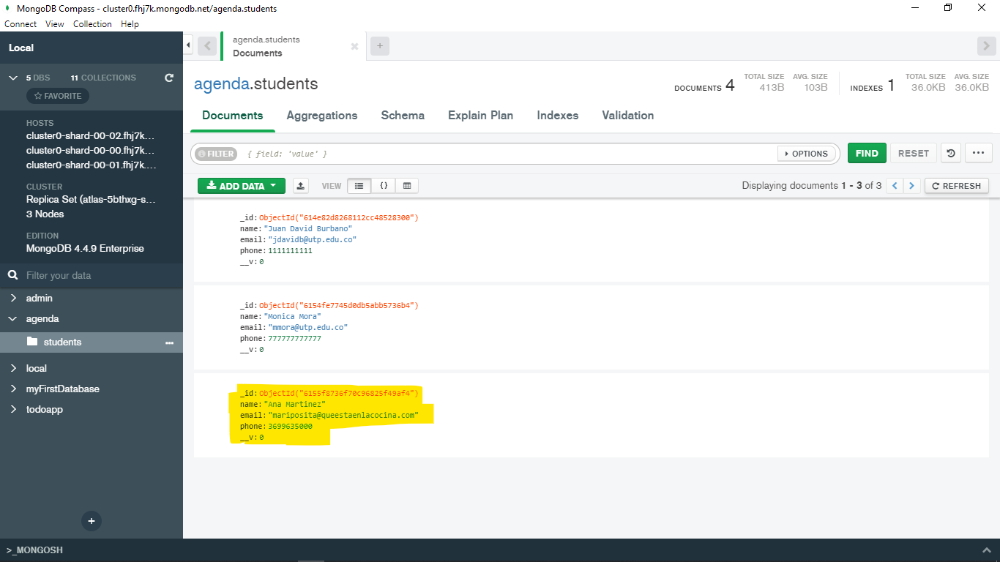 MongoDB Compass - cluster0.fhj7k.mongodb.net/agenda.students
Connect View Collection Help
Local
5 DBS 11 COLLECTIONS
FAVORITE
HOSTS
cluster0-shard-00-02.fhj7k...
cluster0-shard-00-00.fhj7k...
cluster0-shard-00-01.fhj7k....
CLUSTER
Replica Set (atlas-5bthxg-s...
3 Nodes
EDITION
MongoDB 4.4.9 Enterprise
Filter your data
admin
agenda
students
local
myFirstDatabase
todoapp
>_MONGOSH
agenda.students
Documents
agenda.students
DOCUMENTS 4
TOTAL SIZE AVG. SIZE
413B 103B
INDEXES 1
TOTAL SIZE AVG. SIZE
36.0KB 36.0KB
Documents Aggregations Schema Explain Plan Indexes Validation
FILTER { field: 'value' } OPTIONS FIND RESET
ADD DATA VIEW { } Displaying documents 1 - 3 of 3 REFRESH
_id: ObjectId("614e82d8268112cc48528300")
name: "Juan David Burbano"
email: "jdavidb@utp.edu.co"
phone: 1111111111
__v: 0
_id: ObjectId("6154fe7745d0db5abb5736b4")
name: "Monica Mora"
email: "mmora@utp.edu.co"
phone: 777777777777
__v: 0
_id: ObjectId("6155f8736f70c96825f49af4")
name: "Ana Martinez"
email: "mariposita@queestaenlacocina.com"
phone: 3699635000
__v: 0